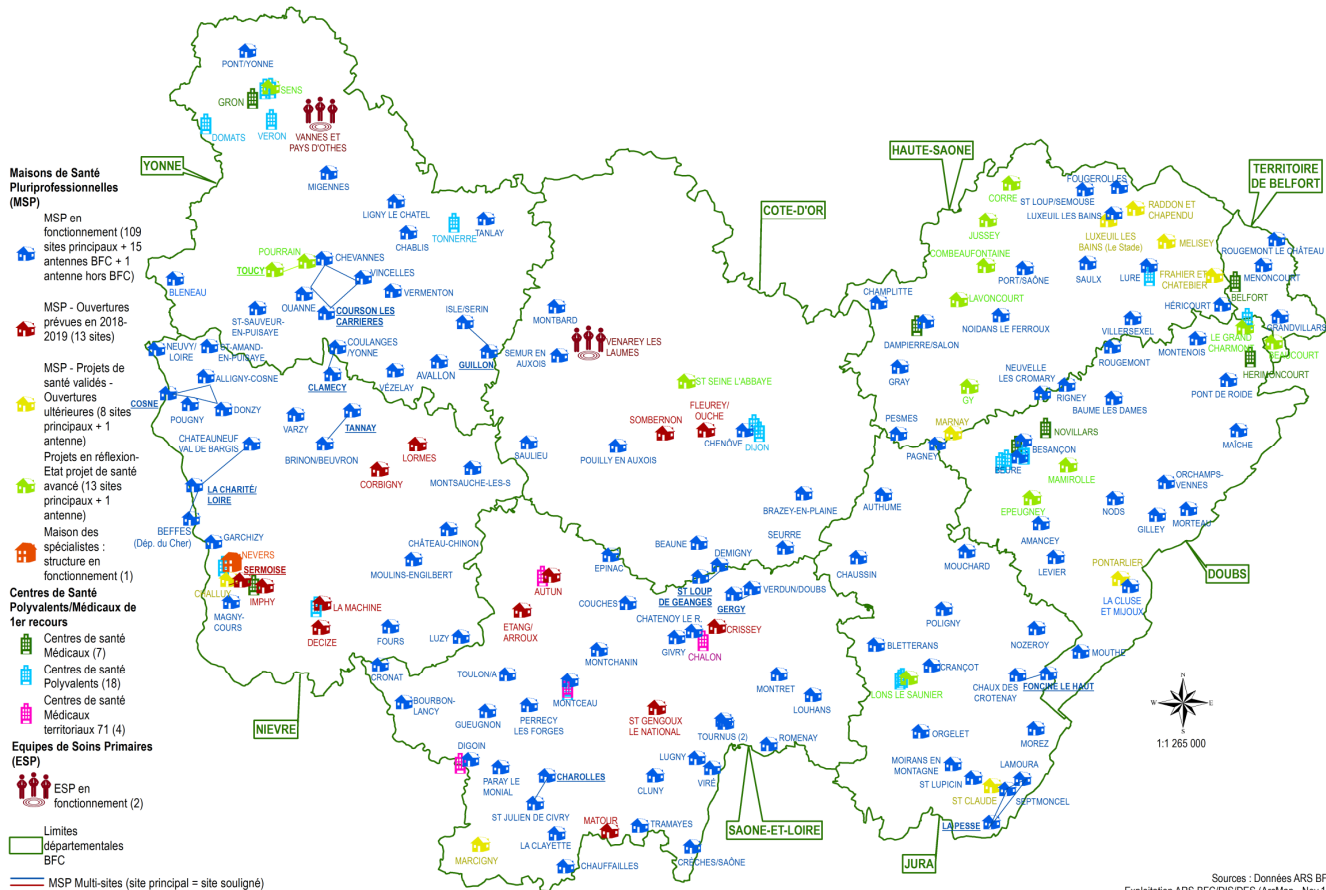 Maisons de Santé
Pluriprofessionnelles
(MSP)
MSP en
fonctionnement (109
sites principaux + 15
antennes BFC + 1
antenne hors BFC)
MSP - Ouvertures
prévues en 2018-
2019 (13 sites)
MSP - Projets de
santé validés -
Ouvertures
ultérieures (8 sites
principaux + 1
antenne)
Projets en réflexion-
Etat projet de santé
avancé (13 sites
principaux + 1
antenne)
Maison des
spécialistes :
structure en
fonctionnement (1)
Centres de Santé
Polyvalents/Médicaux de
1er recours
Centres de santé
Médicaux (7)
Centres de santé
Polyvalents (18)
Centres de santé
Médicaux
territoriaux 71 (4)
Equipes de Soins Primaires
(ESP)
ESP en
fonctionnement (2)
Limites
départementales
BFC
MSP Multi-sites (site principal = site souligné)
YONNE
PONT/YONNE
SENS
GRON
DOMATS
VERON
VANNES ET
PAYS D'OTHES
MIGENNES
LIGNY LE CHATEL
CHABLIS
TONNERRE
TANLAY
POURRAIN
TOUCY
CHEVANNES
VINCELLES
VERMENTON
BLENEAU
OUANNE
COURSON LES
CARRIERES
ST-SAUVEUR-
EN-PUISAYE
ISLE/SERIN
COULANGES
/YONNE
VÉZELAY
AVALLON
GUILLON
NIEVRE
NEUVY/
LOIRE
ST-AMAND-
EN-PUISAYE
ALLIGNY-COSNE
COSNE
POUGNY
DONZY
CLAMECY
VARZY
TANNAY
CHATEAUNEUF
VAL DE BARGIS
BRINON/BEUVRON
LORMES
CORBIGNY
MONTSAUCHE-LES-S
LA CHARITÉ/
LOIRE
BEFFES
(Dép. du Cher)
GARCHIZY
CHÂTEAU-CHINON
MOULINS-ENGILBERT
NEVERS
SERMOISE
CHALLUY
IMPHY
MAGNY-
COURS
LA MACHINE
DECIZE
FOURS
LUZY
COTE-D'OR
MONTBARD
SEMUR EN
AUXOIS
VENAREY LES
LAUMES
ST SEINE L'ABBAYE
FLEUREY/
OUCHE
SOMBERNON
CHENÔVE
DIJON
SAULIEU
POUILLY EN AUXOIS
BRAZEY-EN-PLAINE
BEAUNE
SEURRE
SAONE-ET-LOIRE
EPINAC
DEMIGNY
AUTUN
COUCHES
ST LOUP
DE GEANGES
GERGY
VERDUN/DOUBS
ETANG/
ARROUX
CHATENOY LE R.
GIVRY
CRISSEY
CHALON
CRONAT
MONTCHANIN
TOULON/A
BOURBON-
LANCY
GUEUGNON
MONTCEAU
PERRECY
LES FORGES
MONTRET
LOUHANS
ST GENGOUX
LE NATIONAL
TOURNUS (2)
ROMENAY
DIGOIN
PARAY LE
MONIAL
CHAROLLES
LUGNY
VIRÉ
CLUNY
ST JULIEN DE CIVRY
MATOUR
TRAMAYES
LA CLAYETTE
MARCIGNY
CHAUFFAILLES
CRÊCHES/SAÔNE
HAUTE-SAONE
CORRE
FOUGEROLLES
ST LOUP/SEMOUSE
LUXEUIL LES BAINS
RADDON ET
CHAPENDU
JUSSEY
LUXEUIL LES
BAINS (Le Stade)
MELISEY
COMBEAUFONTAINE
PORT/SAÔNE
SAULX
LURE
FRAHIER ET
CHATEBIER
CHAMPLITTE
LAVONCOURT
NOIDANS LE FERROUX
HÉRICOURT
DAMPIERRE/SALON
VILLERSEXEL
GRAY
GY
NEUVELLE
LES CROMARY
PESMES
MARNAY
TERRITOIRE
DE BELFORT
ROUGEMONT LE CHÂTEAU
MENONCOURT
BELFORT
GRANDVILLARS
BEAUCOURT
DOUBS
LE GRAND
CHARMONT
MONTENOIS
HERIMONCOURT
ROUGEMONT
RIGNEY
BAUME LES DAMES
PONT DE ROIDE
PAGNEY
NOVILLARS
BESANÇON
BEURE
MAMIROLLE
MAÎCHE
ORCHAMPS-
VENNES
EPEUGNEY
NODS
GILLEY
MORTEAU
AMANCEY
LEVIER
PONTARLIER
LA CLUSE
ET MIJOUX
MOUTHE
JURA
AUTHUME
CHAUSSIN
MOUCHARD
POLIGNY
BLETTERANS
NOZEROY
CRANÇOT
LONS LE SAUNIER
CHAUX DES
CROTENAY
FONCINE LE HAUT
ORGELET
MOREZ
MOIRANS EN
MONTAGNE
LAMOURA
ST LUPICIN
ST CLAUDE
SEPTMONCEL
LA PESSE
N
W
E
S
1:1 265 000
Sources : Données ARS BF